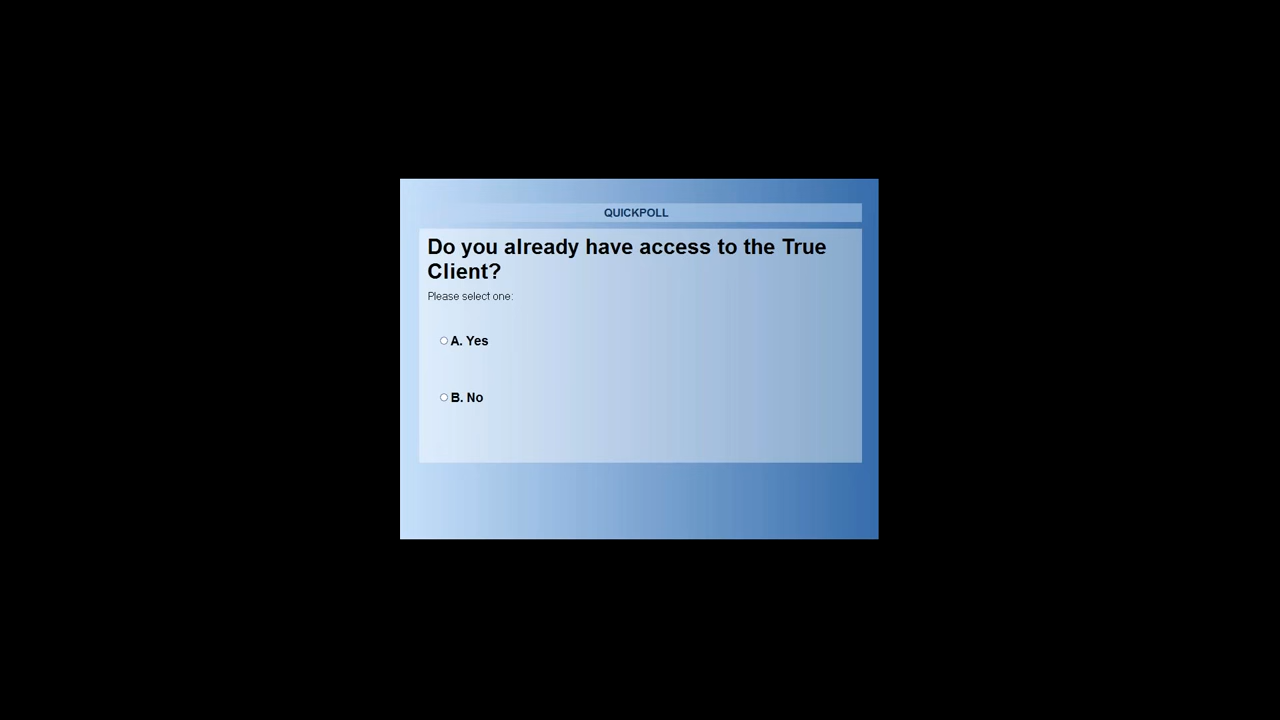 QUICKPOLL
Do you already have access to the True
Client?
Please select one:
A. Yes
B. No